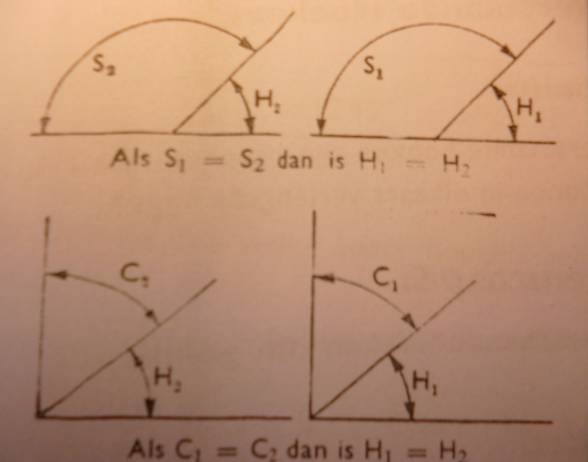 S₂ H₂ S₁ H₁
Als S₁ = S₂ dan is H₁ = H₂
C₂ H₂ C₁ H₁
Als C₁ = C₂ dan is H₁ = H₂